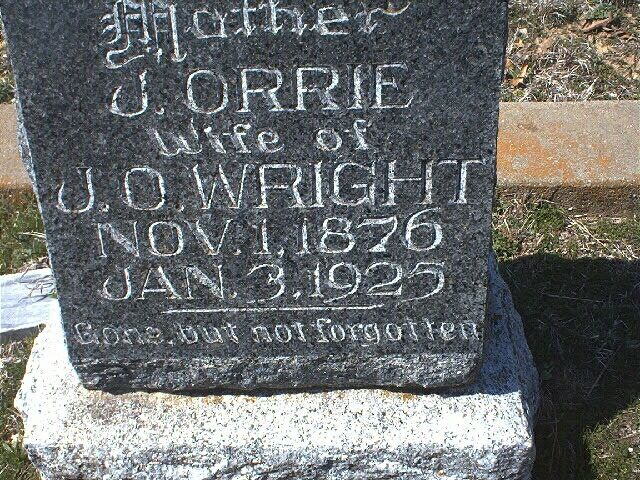 Mother
J. ORRIE
Wife of
J. O. WRIGHT
NOV. 1, 1876
JAN. 3, 1925
Gone, but not forgotten